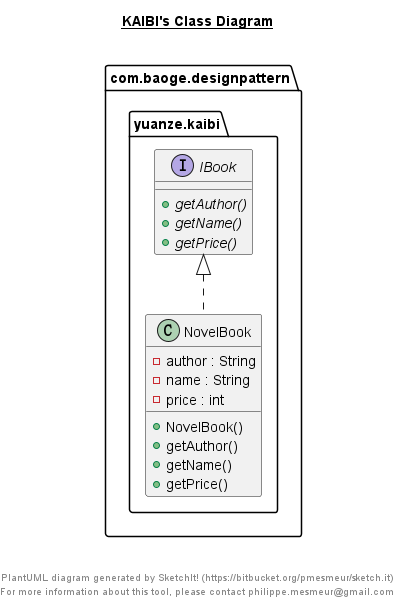 KAIBI's Class Diagram
com.baoge.designpattern
yuanze.kaibi
I IBook
getAuthor()
getName()
getPrice()
C NovelBook
author : String
name : String
price : int
NovelBook()
getAuthor()
getName()
getPrice()
PlantUML diagram generated by SketchIt! (https://bitbucket.org/pmesmeur/sketch.it)
For more information about this tool, please contact philippe.mesmeur@gmail.com